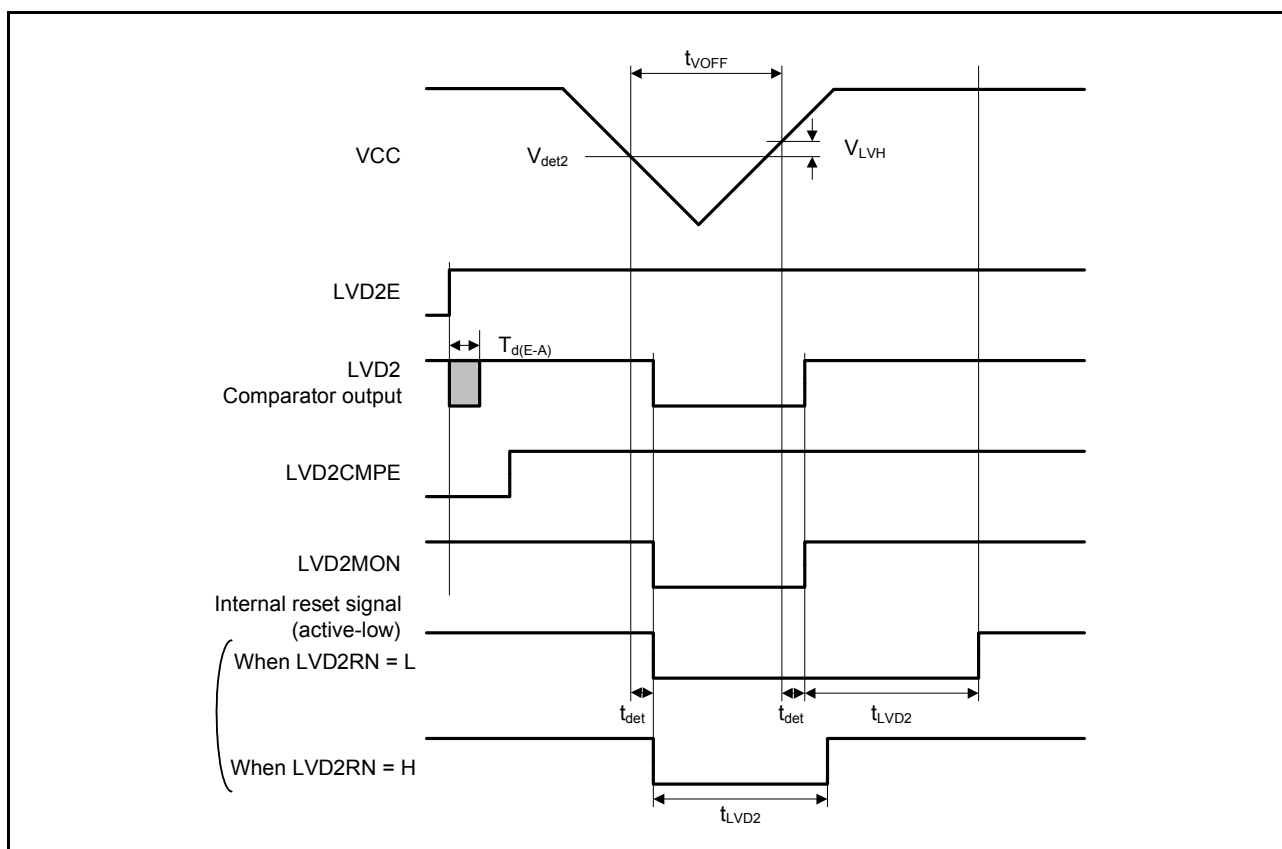 tVOFF
VCC
Vdet2
VLVH
LVD2E
Td(E-A)
LVD2
Comparator output
LVD2CMPE
LVD2MON
Internal reset signal
(active-low)
When LVD2RN = L
tdet
tdet
tLVD2
When LVD2RN = H
tLVD2